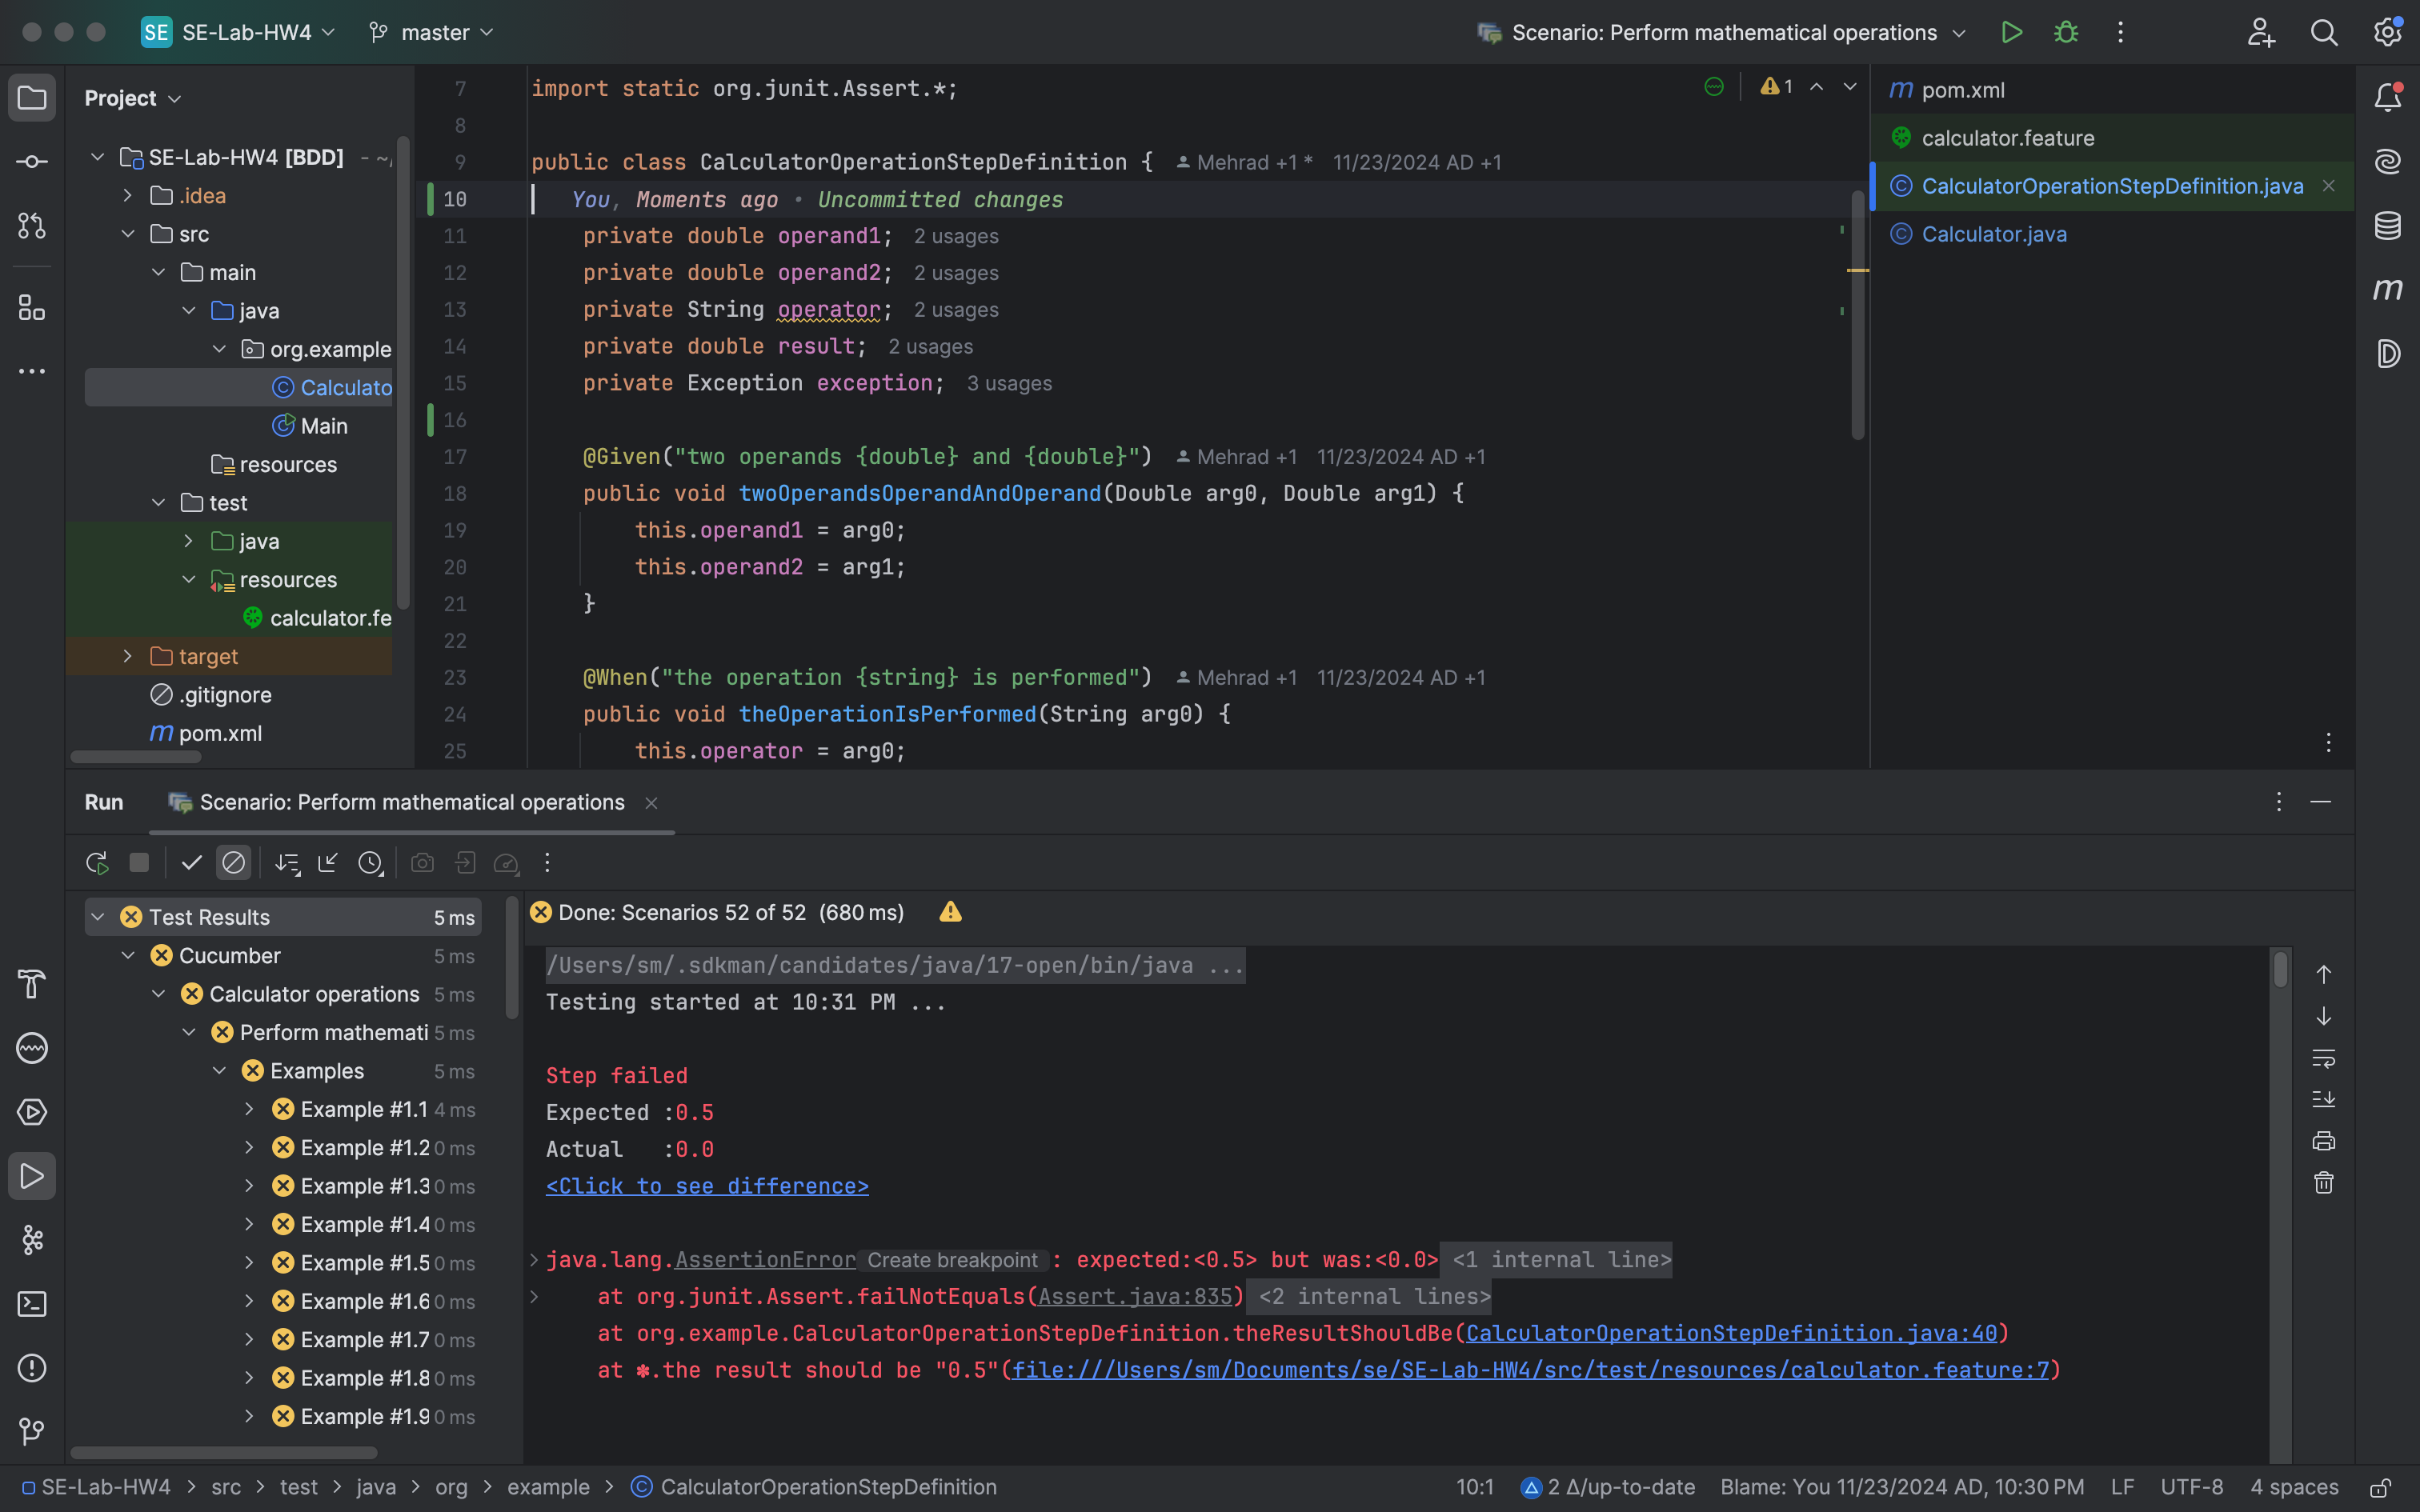 SE SE-Lab-HW4 master Scenario: Perform mathematical operations
Project
SE-Lab-HW4 [BDD] - ~/
.idea
src
main
java
org.example
Calculato
Main
resources
test
java
resources
calculator.fe
target
.gitignore
pom.xml
7 import static org.junit.Assert.*;
8
9 public class CalculatorOperationStepDefinition { Mehrad +1 * 11/23/2024 AD +1
10 You, Moments ago • Uncommitted changes
11 private double operand1; 2 usages
12 private double operand2; 2 usages
13 private String operator; 2 usages
14 private double result; 2 usages
15 private Exception exception; 3 usages
16
17 @Given("two operands {double} and {double}") Mehrad +1 11/23/2024 AD +1
18 public void twoOperandsOperandAndOperand(Double arg0, Double arg1) {
19 this.operand1 = arg0;
20 this.operand2 = arg1;
21 }
22
23 @When("the operation {string} is performed") Mehrad +1 11/23/2024 AD +1
24 public void theOperationIsPerformed(String arg0) {
25 this.operator = arg0;
1
pom.xml
calculator.feature
CalculatorOperationStepDefinition.java
Calculator.java
Run Scenario: Perform mathematical operations
Test Results 5 ms
Cucumber 5 ms
Calculator operations 5 ms
Perform mathemati 5 ms
Examples 5 ms
Example #1.1 4 ms
Example #1.2 0 ms
Example #1.3 0 ms
Example #1.4 0 ms
Example #1.5 0 ms
Example #1.6 0 ms
Example #1.7 0 ms
Example #1.8 0 ms
Example #1.9 0 ms
Done: Scenarios 52 of 52 (680 ms)
/Users/sm/.sdkman/candidates/java/17-open/bin/java ...
Testing started at 10:31 PM ...
Step failed
Expected :0.5
Actual :0.0
<Click to see difference>
java.lang.AssertionError Create breakpoint : expected:<0.5> but was:<0.0> <1 internal line>
at org.junit.Assert.failNotEquals(Assert.java:835) <2 internal lines>
at org.example.CalculatorOperationStepDefinition.theResultShouldBe(CalculatorOperationStepDefinition.java:40)
at ✽.the result should be "0.5"(file:///Users/sm/Documents/se/SE-Lab-HW4/src/test/resources/calculator.feature:7)
SE-Lab-HW4 > src > test > java > org > example > CalculatorOperationStepDefinition 10:1 2 Δ/up-to-date Blame: You 11/23/2024 AD, 10:30 PM LF UTF-8 4 spaces